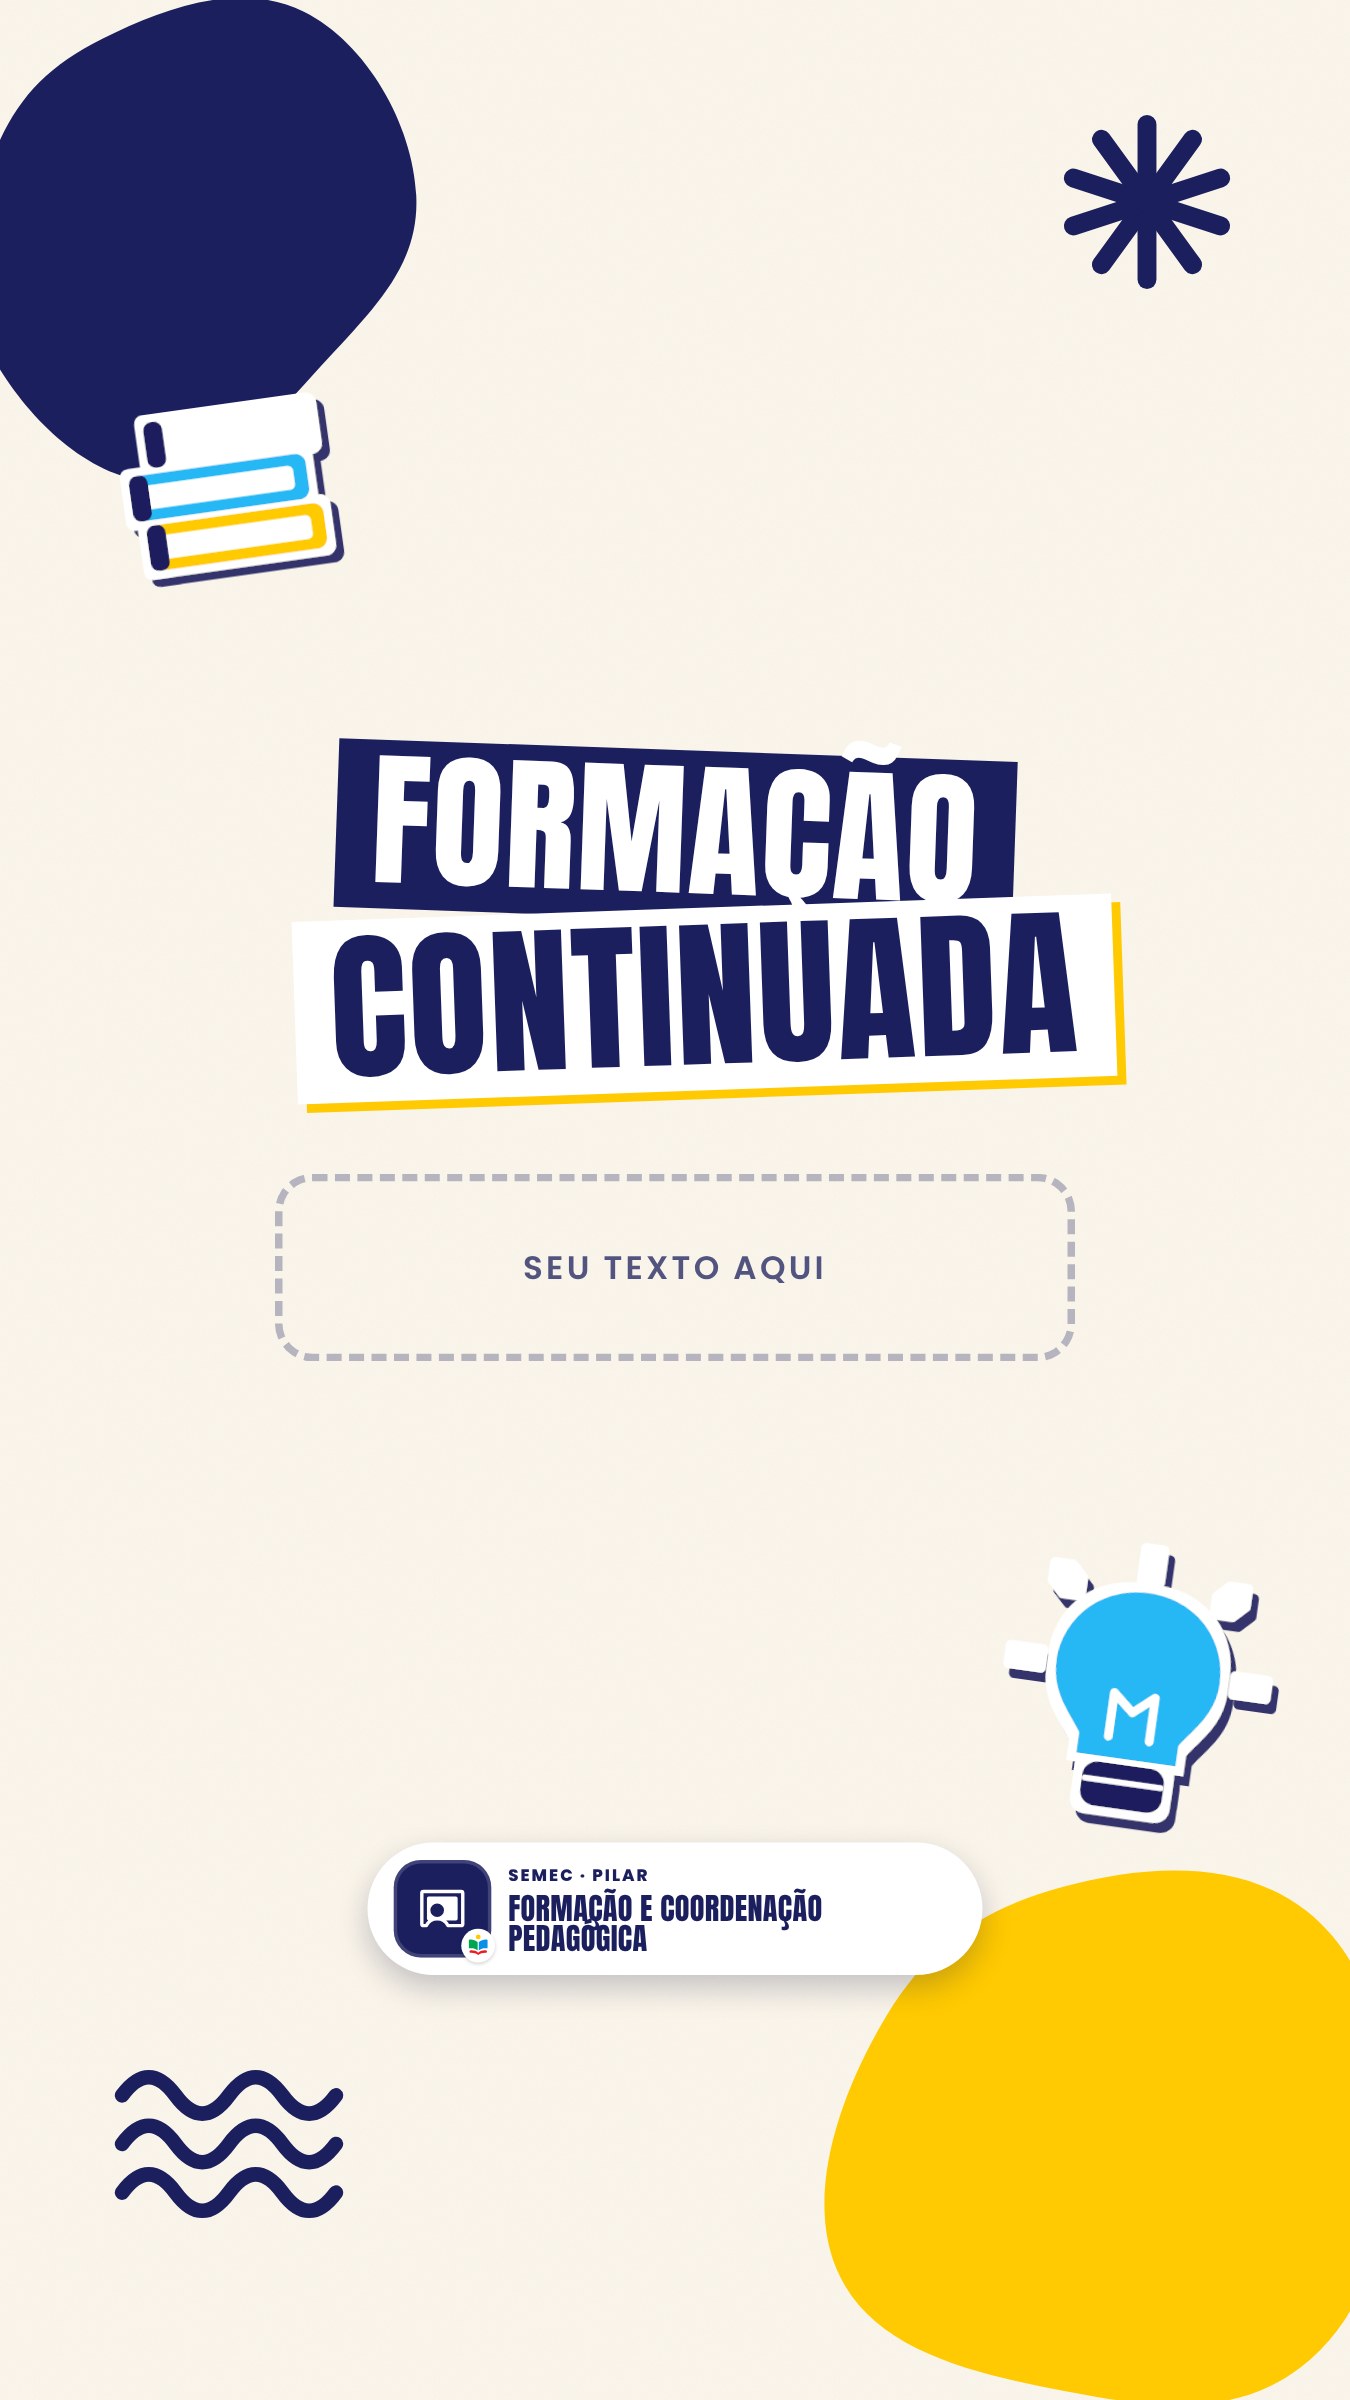 FORMAÇÃO
CONTINUADA
SEU TEXTO AQUI
M
SEMEC · PILAR
FORMAÇÃO E COORDENAÇÃO
PEDAGÓGICA